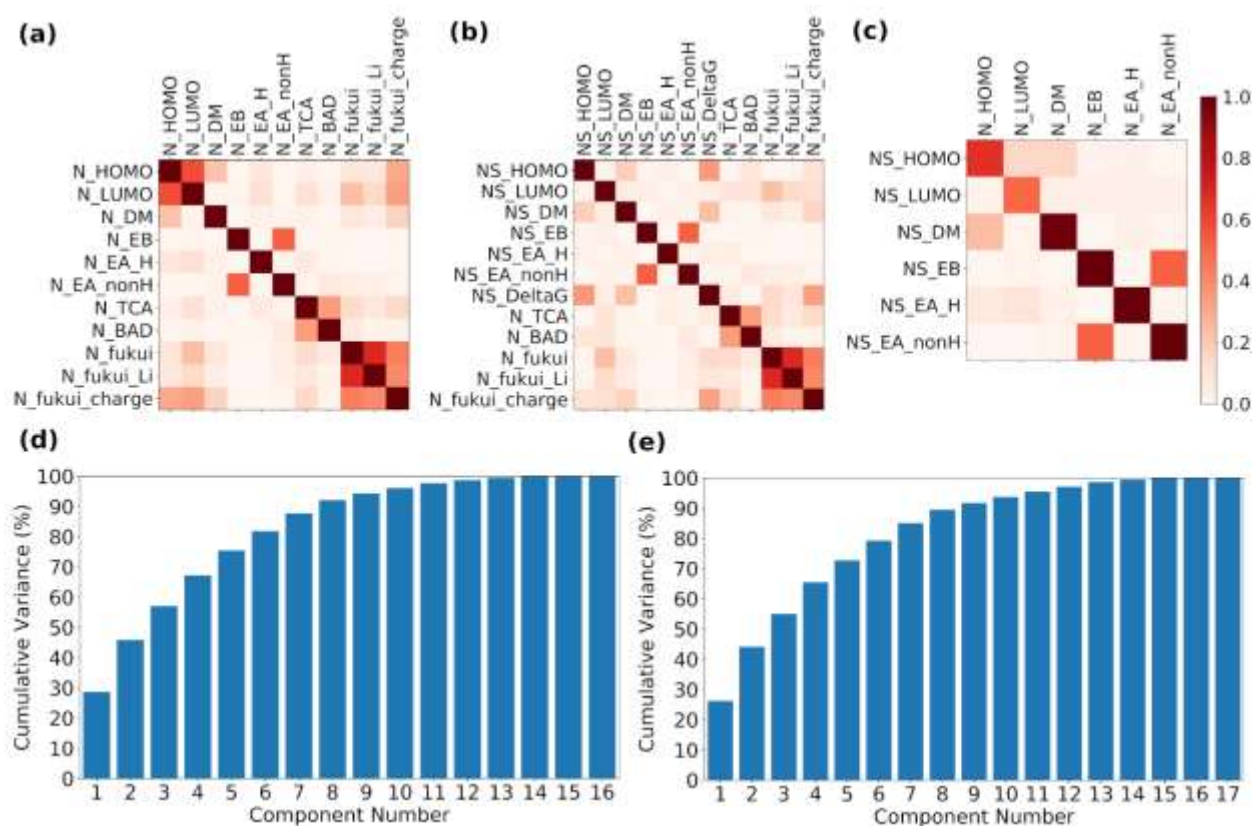 (a)
N_HOMO
N_LUMO
N_DM
N_EB
N_EA_H
N_EA_nonH
N_TCA
N_BAD
N_fukui
N_fukui_Li
N_fukui_charge
N_HOMO
N_LUMO
N_DM
N_EB
N_EA_H
N_EA_nonH
N_TCA
N_BAD
N_fukui
N_fukui_Li
N_fukui_charge
(b)
NS_HOMO
NS_LUMO
NS_DM
NS_EB
NS_EA_H
NS_EA_nonH
NS_DeltaG
N_TCA
N_BAD
N_fukui
N_fukui_Li
N_fukui_charge
NS_HOMO
NS_LUMO
NS_DM
NS_EB
NS_EA_H
NS_EA_nonH
NS_DeltaG
N_TCA
N_BAD
N_fukui
N_fukui_Li
N_fukui_charge
(c)
N_HOMO
N_LUMO
N_DM
N_EB
N_EA_H
N_EA_nonH
NS_HOMO
NS_LUMO
NS_DM
NS_EB
NS_EA_H
NS_EA_nonH
1.0
0.8
0.6
0.4
0.2
0.0
(d)
Cumulative Variance (%)
100
90
80
70
60
50
40
30
20
10
0
1 2 3 4 5 6 7 8 9 10 11 12 13 14 15 16
Component Number
(e)
Cumulative Variance (%)
100
90
80
70
60
50
40
30
20
10
0
1 2 3 4 5 6 7 8 9 10 11 12 13 14 15 16 17
Component Number